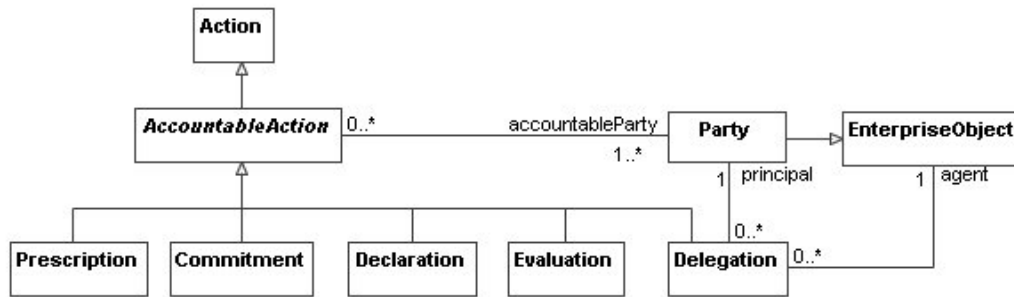 Action
AccountableAction
0..*
accountableParty
1..*
Party
EnterpriseObject
1
principal
1
agent
0..*
0..*
Prescription
Commitment
Declaration
Evaluation
Delegation